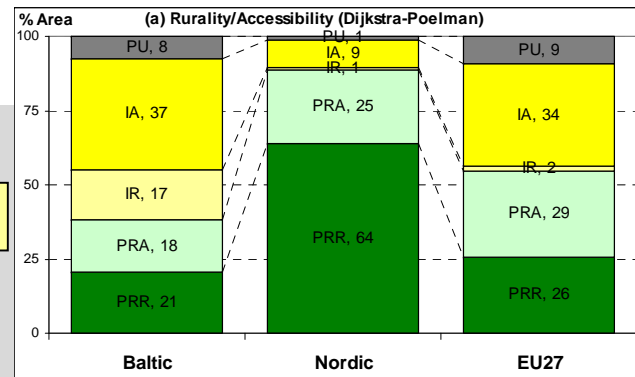 % Area (a) Rurality/Accessibility (Dijkstra-Poelman)
100
75
50
25
0
PU, 8
IA, 37
IR, 17
PRA, 18
PRR, 21
PU, 1
IA, 9
IR, 1
PRA, 25
PRR, 64
PU, 9
IA, 34
IR, 2
PRA, 29
PRR, 26
Baltic Nordic EU27